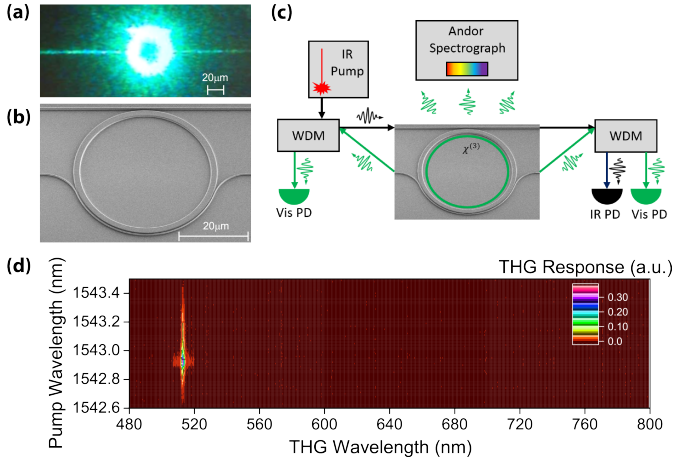 (a)
20μm
(b)
20μm
(c)
IR
Pump
Andor
Spectrograph
WDM
χ(3)
WDM
Vis PD
IR PD
Vis PD
(d)
THG Response (a.u.)
0.30
0.20
0.10
0.0
Pump Wavelength (nm)
1543.4
1543.2
1543.0
1542.8
1542.6
480 520 560 600 640 680 720 760 800
THG Wavelength (nm)